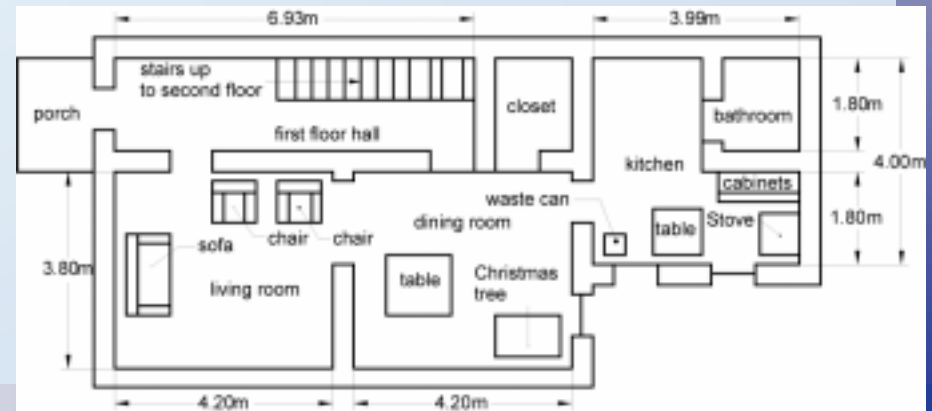 6.93m
3.99m
stairs up
to second floor
porch
closet
bathroom
1.80m
first floor hall
kitchen
4.00m
cabinets
waste can
dining room
table
Stove
1.80m
sofa
chair
chair
3.80m
living room
table
Christmas
tree
4.20m
4.20m